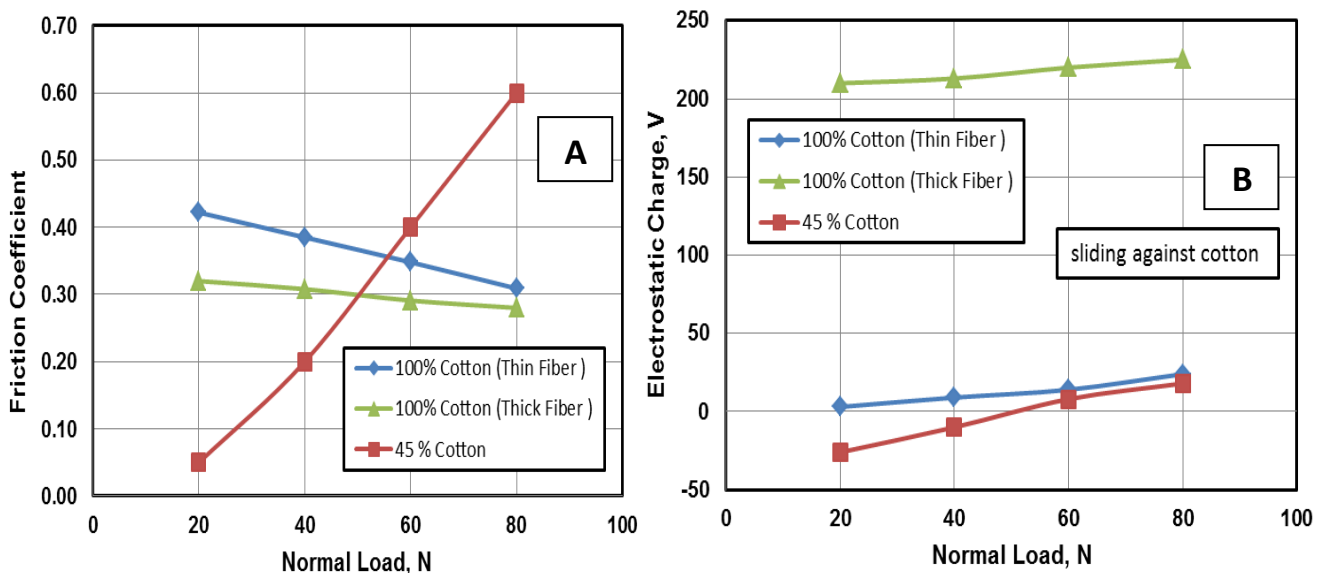 Friction Coefficient
0.70
0.60
0.50
0.40
0.30
0.20
0.10
0.00
A
100% Cotton (Thin Fiber )
100% Cotton (Thick Fiber )
45 % Cotton
0 20 40 60 80 100
Normal Load, N
Electrostatic Charge, V
250
200
150
100
50
0
-50
100% Cotton (Thin Fiber )
100% Cotton (Thick Fiber )
45 % Cotton
B
sliding against cotton
0 20 40 60 80 100
Normal Load, N